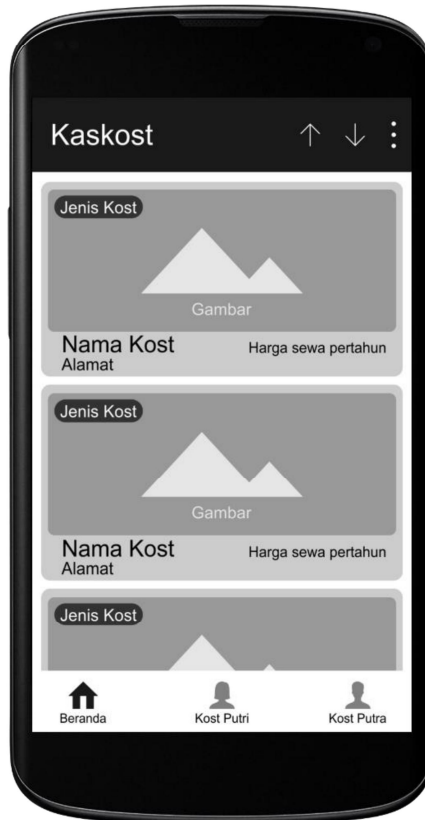 Kaskost
Jenis Kost
Gambar
Nama Kost
Harga sewa pertahun
Alamat
Jenis Kost
Gambar
Nama Kost
Harga sewa pertahun
Alamat
Jenis Kost
Beranda
Kost Putri
Kost Putra